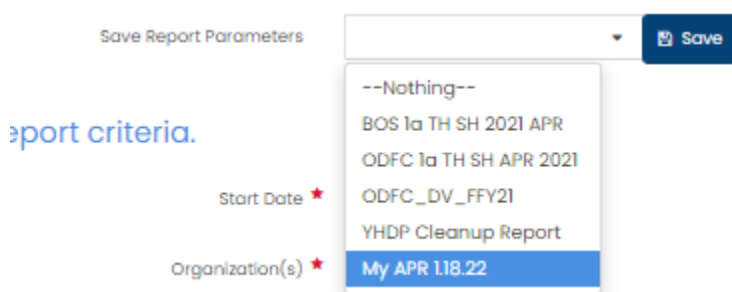 Save Report Parameters
Save
--Nothing--
BOS 1a TH SH 2021 APR
eport criteria.
ODFC 1a TH SH APR 2021
Start Date *
ODFC_DV_FFY21
YHDP Cleanup Report
Organization(s) *
My APR 1.18.22